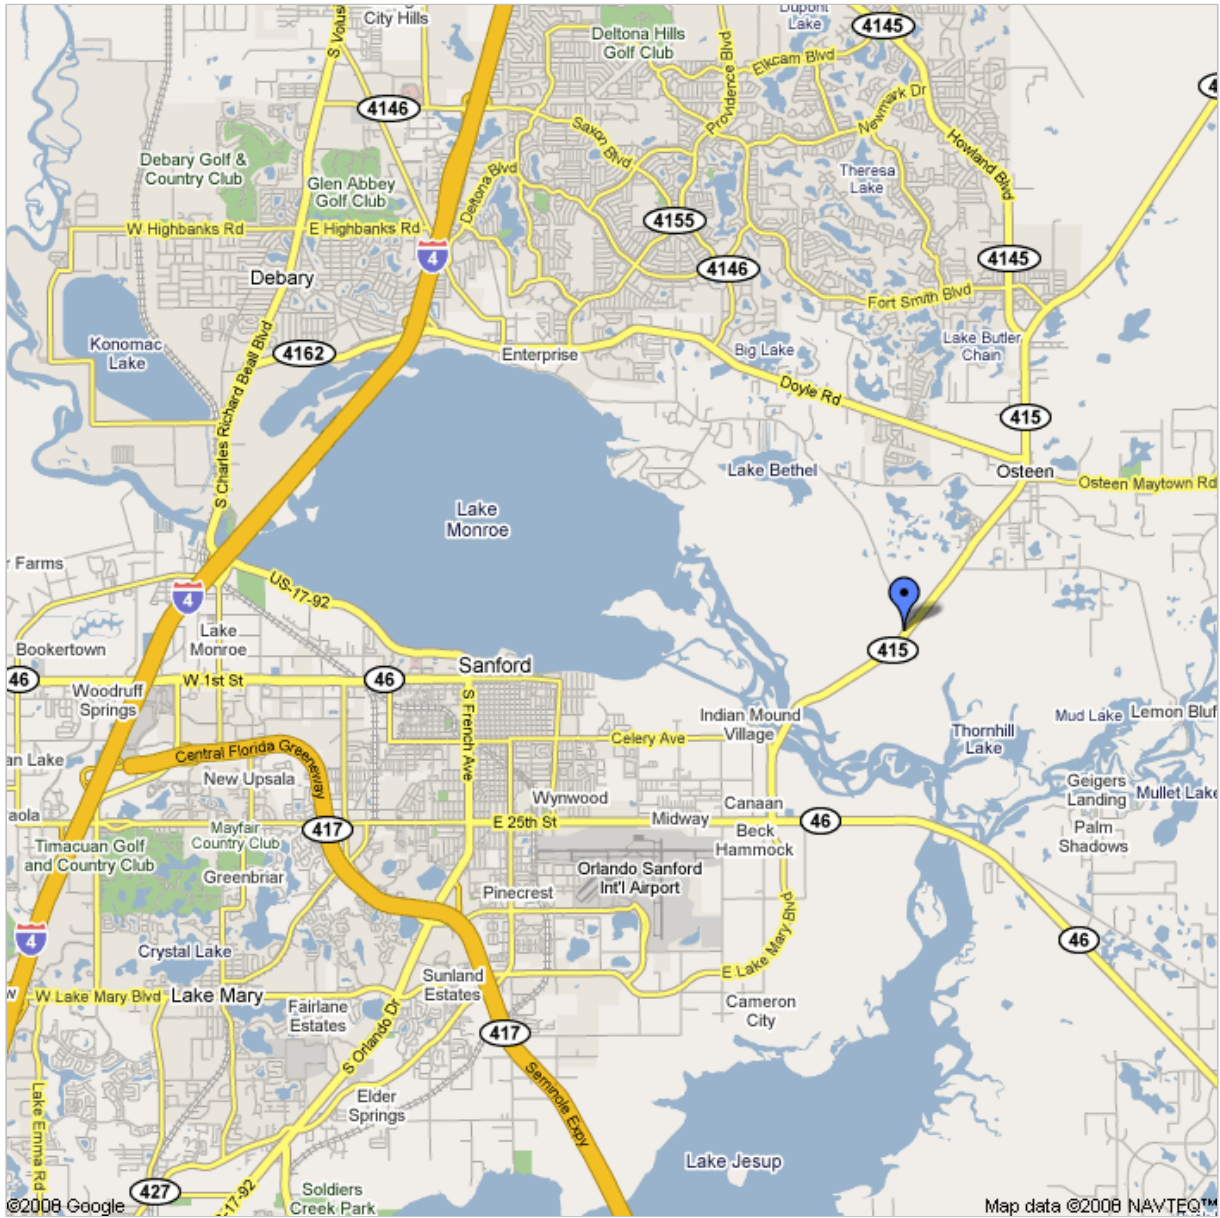 City Hills
S Volus
Deltona Hills
Golf Club
Providence Blvd
Dupont
Lake
4145
Elkcam Blvd
4
4146
Saxon Blvd
Newmark Dr
Howland Blvd
Debary Golf &
Country Club
Glen Abbey
Golf Club
Deltona Blvd
Theresa
Lake
4155
W Highbanks Rd
E Highbanks Rd
4
4146
4145
Debary
Fort Smith Blvd
Konomac
Lake
4162
Enterprise
Big Lake
Lake Butler
Chain
S Charles Richard Beall Blvd
Doyle Rd
415
Lake Bethel
Osteen
Osteen Maytown Rd
Lake
Monroe
r Farms
US-17-92
4
Lake
Monroe
Bookertown
415
Sanford
46
W 1st St
46
Woodruff
Springs
S French Ave
Indian Mound
Village
Mud Lake
Lemon Bluf
Celery Ave
Thornhill
Lake
an Lake
Central Florida Greeneway
New Upsala
Geigers
Landing
Mullet Lake
Wynwood
Canaan
aola
Mayfair
Country Club
417
E 25th St
Midway
46
Beck
Hammock
Palm
Shadows
Timacuan Golf
and Country Club
Greenbriar
Orlando Sanford
Int'l Airport
Pinecrest
4
Crystal Lake
E Lake Mary Blvd
46
w
W Lake Mary Blvd
Lake Mary
Sunland
Estates
Fairlane
Estates
Cameron
City
S Orlando Dr
417
Lake Emma Rd
Elder
Springs
Seminole Expy
Lake Jesup
427
-17-92
Soldiers
Creek Park
©2008 Google
Map data ©2008 NAVTEQ™